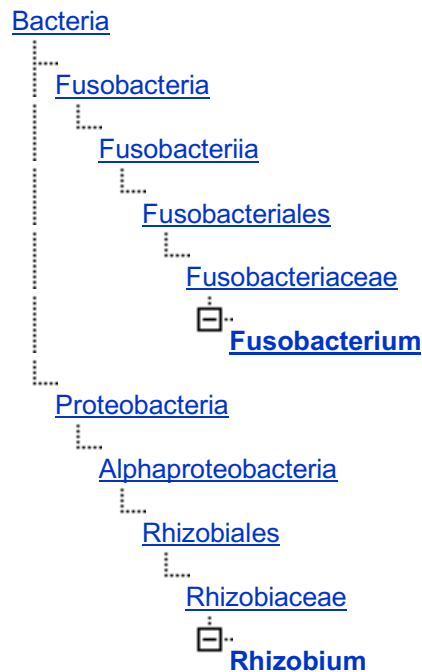 Bacteria
Fusobacteria
Fusobacteriia
Fusobacteriales
Fusobacteriaceae
Fusobacterium
Proteobacteria
Alphaproteobacteria
Rhizobiales
Rhizobiaceae
Rhizobium